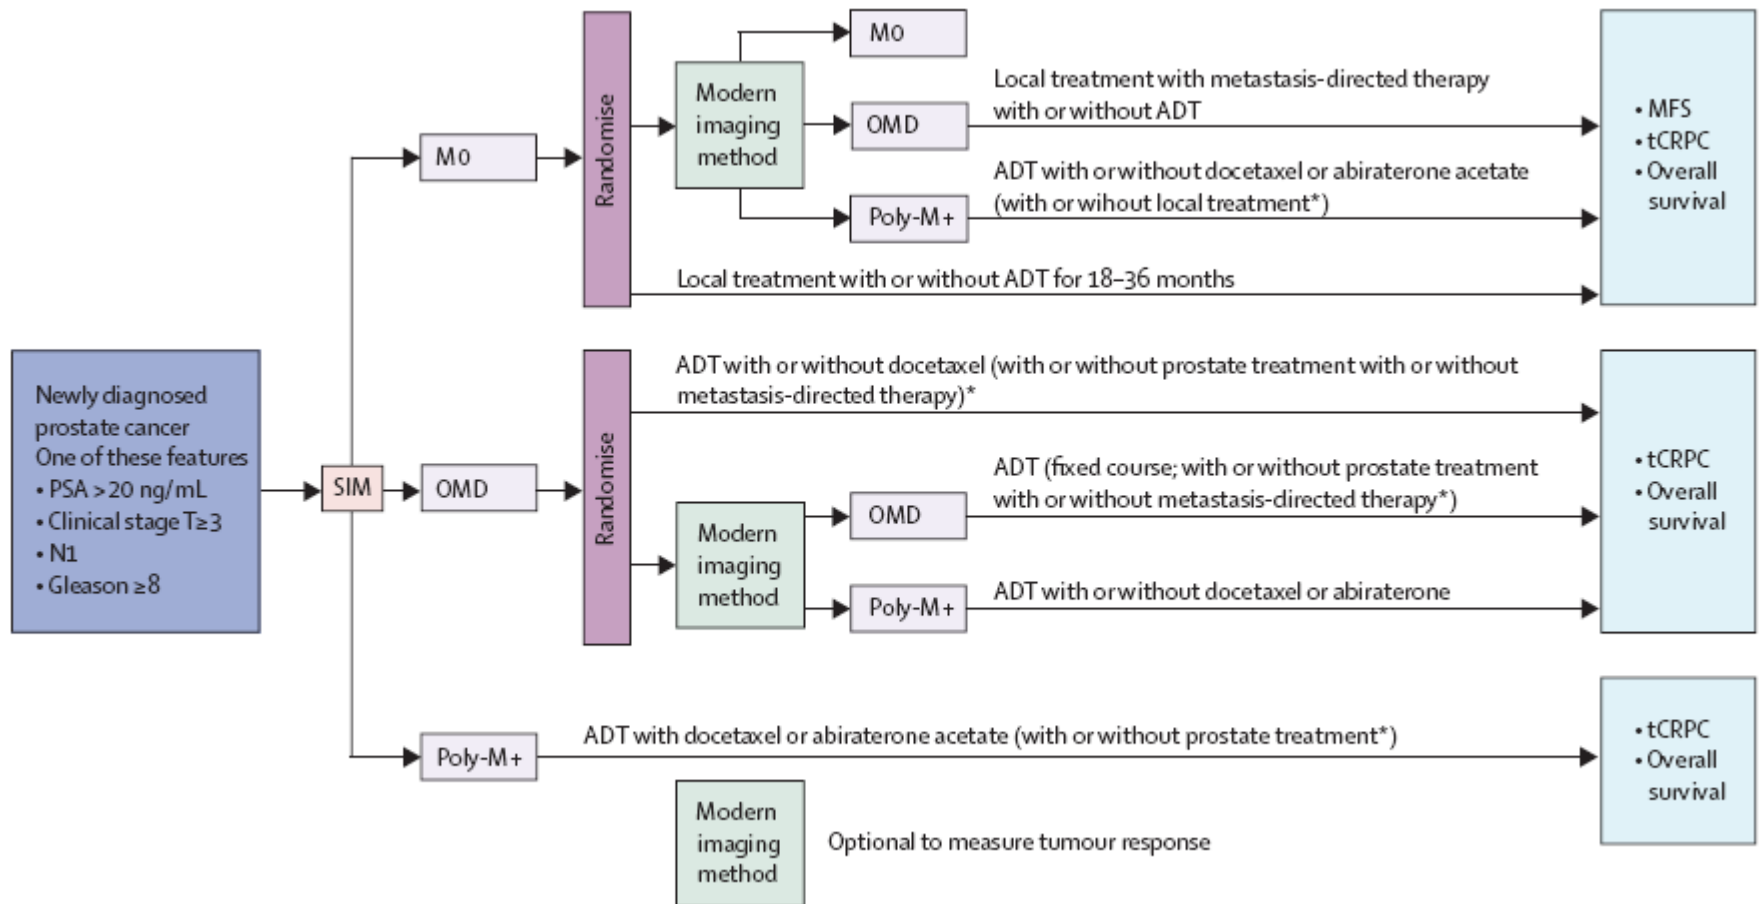 Newly diagnosed
prostate cancer
One of these features
• PSA >20 ng/mL
• Clinical stage T≥3
• N1
• Gleason ≥8
SIM
M0
Randomise
Modern
imaging
method
M0
OMD
Local treatment with metastasis-directed therapy
with or without ADT
Poly-M+
ADT with or without docetaxel or abiraterone acetate
(with or wihout local treatment*)
Local treatment with or without ADT for 18–36 months
• MFS
• tCRPC
• Overall
survival
OMD
Randomise
ADT with or without docetaxel (with or without prostate treatment with or without
metastasis-directed therapy)*
Modern
imaging
method
OMD
ADT (fixed course; with or without prostate treatment
with or without metastasis-directed therapy*)
Poly-M+
ADT with or without docetaxel or abiraterone
• tCRPC
• Overall
survival
Poly-M+
ADT with docetaxel or abiraterone acetate (with or without prostate treatment*)
• tCRPC
• Overall
survival
Modern
imaging
method
Optional to measure tumour response